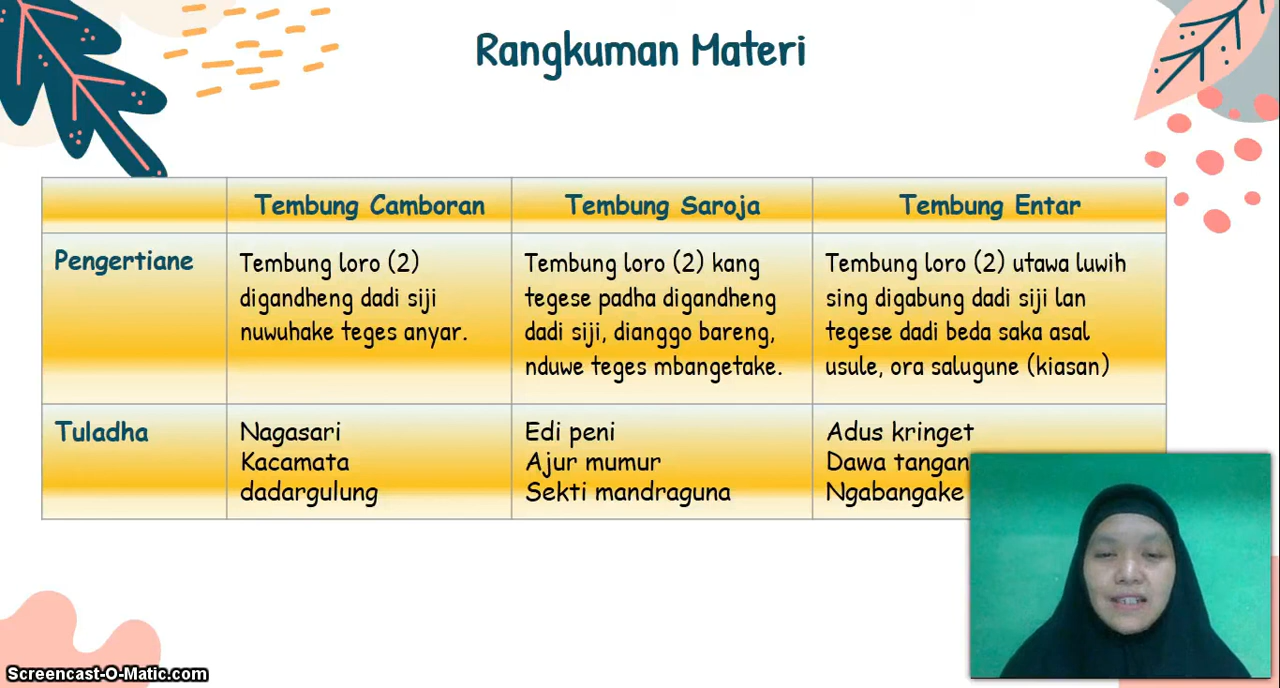 Rangkuman Materi
Tembung Camboran
Tembung Saroja
Tembung Entar
Pengertiane
Tembung loro (2)
digandheng dadi siji
nuwuhake teges anyar.
Tembung loro (2) kang
tegese padha digandheng
dadi siji, dianggo bareng,
nduwe teges mbangetake.
Tembung loro (2) utawa luwih
sing digabung dadi siji lan
tegese dadi beda saka asal
usule, ora salugune (kiasan)
Tuladha
Nagasari
Kacamata
dadargulung
Edi peni
Ajur mumur
Sekti mandraguna
Adus kringet
Dawa tangan
Ngabangake
Screencast-O-Matic.com